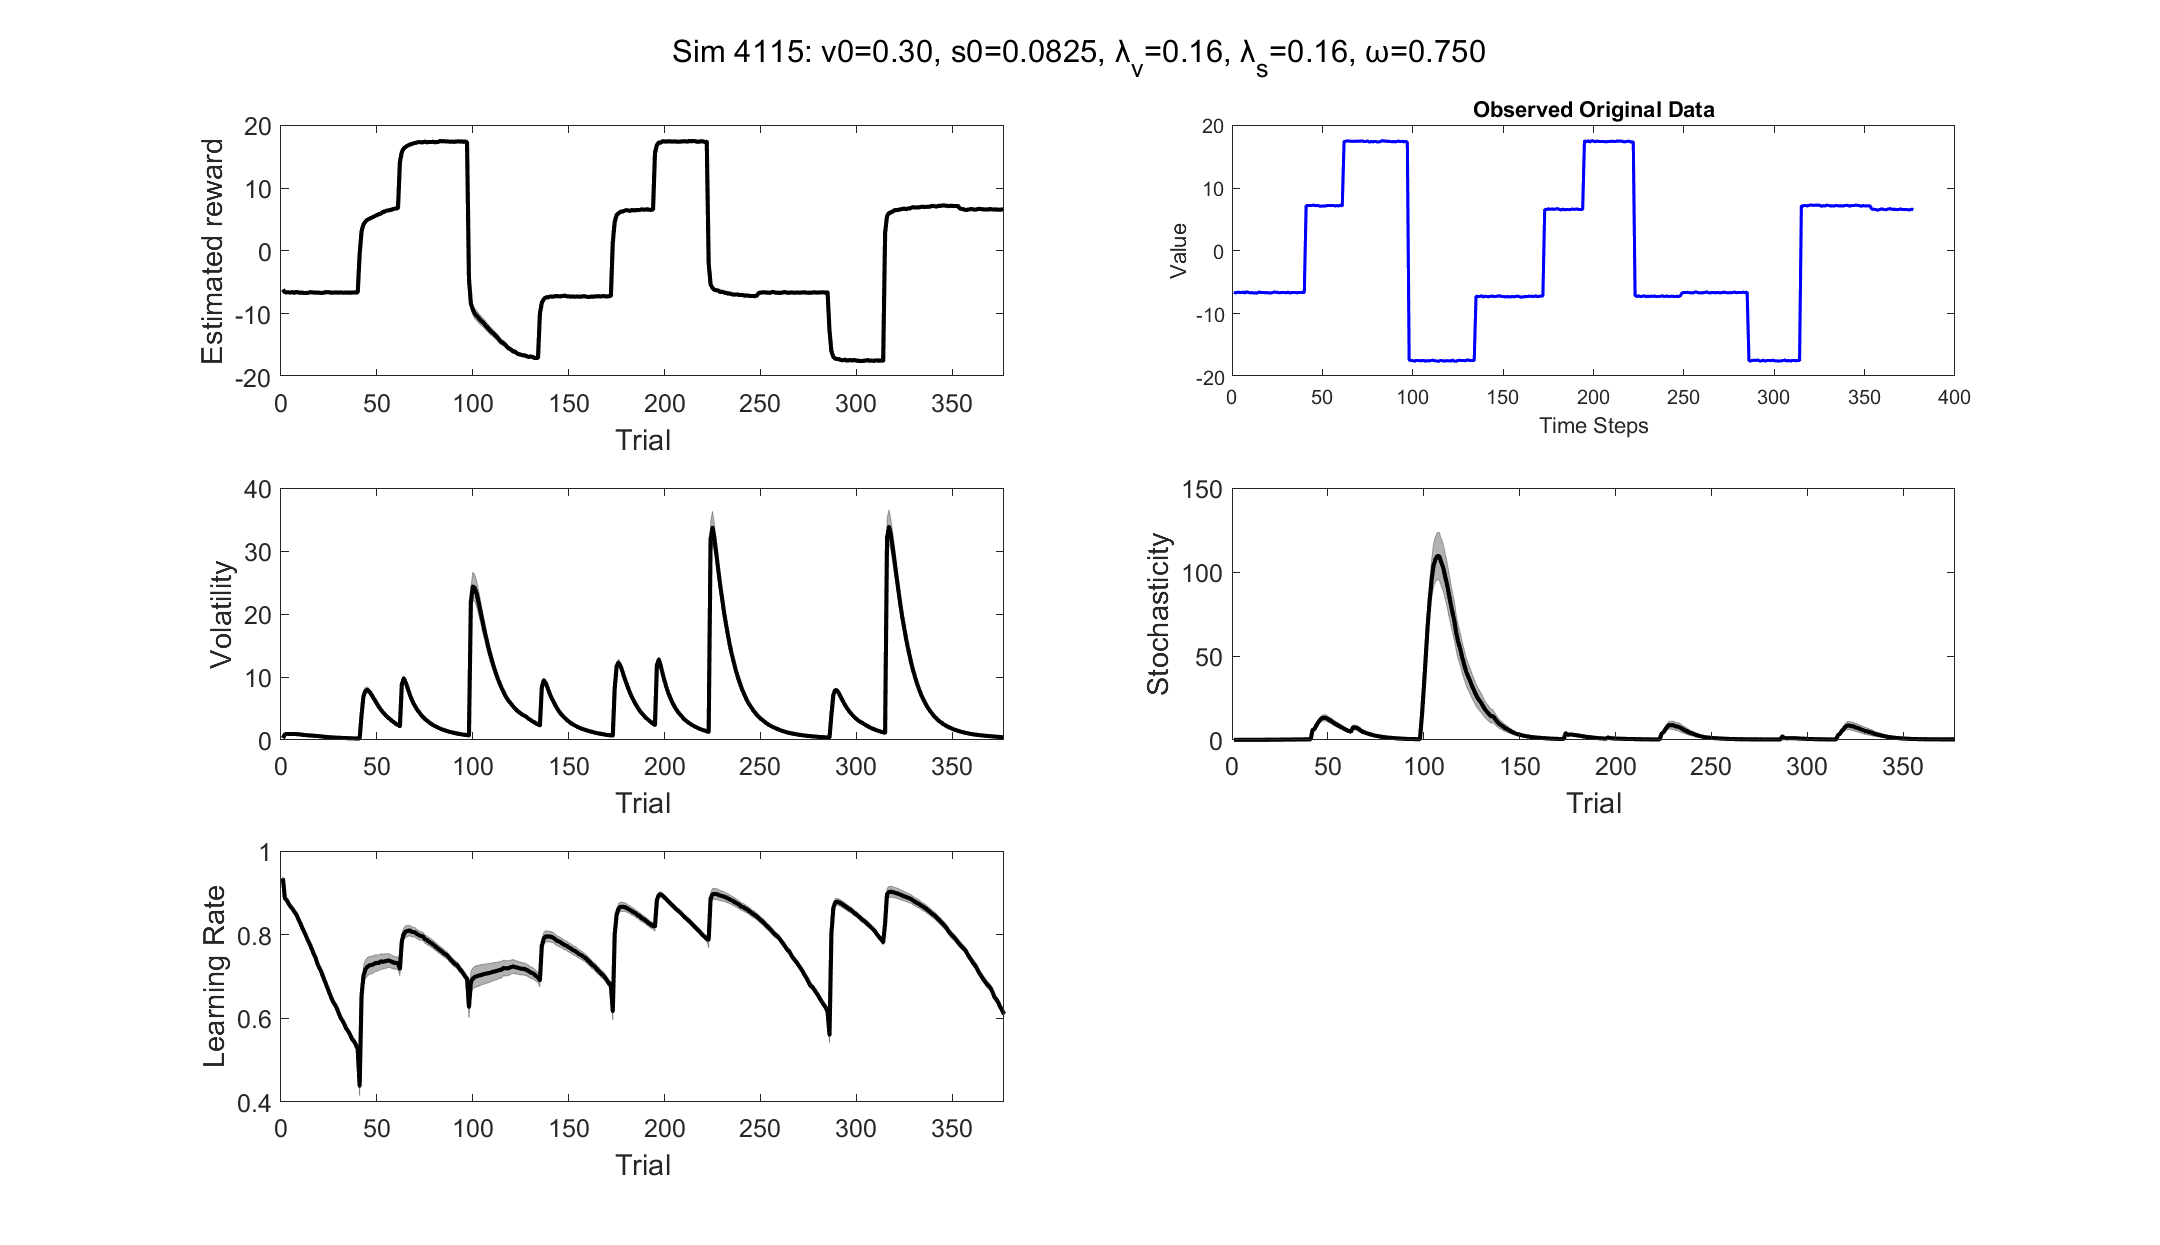 Sim 4115: v0=0.30, s0=0.0825, λ_v=0.16, λ_s=0.16, ω=0.750
Estimated reward
20
10
0
-10
-20
0 50 100 150 200 250 300 350
Trial
Observed Original Data
Value
20
10
0
-10
-20
0 50 100 150 200 250 300 350 400
Time Steps
Volatility
40
30
20
10
0
0 50 100 150 200 250 300 350
Trial
Stochasticity
150
100
50
0
0 50 100 150 200 250 300 350
Trial
Learning Rate
1
0.8
0.6
0.4
0 50 100 150 200 250 300 350
Trial